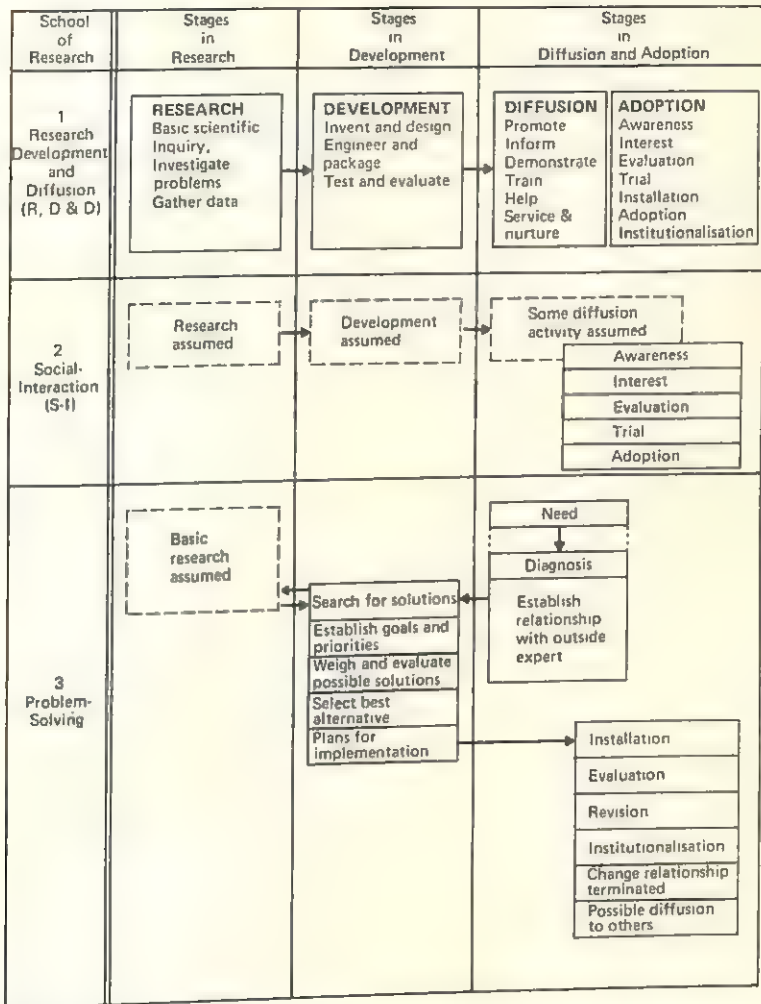 School
of
Research
Stages
in
Research
Stages
in
Development
Stages
in
Diffusion and Adoption
1
Research
Development
and
Diffusion
(R, D & D)
RESEARCH
Basic scientific
Inquiry,
Investigate
problems
Gather data
DEVELOPMENT
Invent and design
Engineer and
package
Test and evaluate
DIFFUSION
Promote
Inform
Demonstrate
Train
Help
Service &
nurture
ADOPTION
Awareness
Interest
Evaluation
Trial
Installation
Adoption
Institutionalisation
2
Social-
Interaction
(S-I)
Research
assumed
Development
assumed
Some diffusion
activity assumed
Awareness
Interest
Evaluation
Trial
Adoption
3
Problem-
Solving
Basic
research
assumed
Search for solutions
Establish goals and
priorities
Weigh and evaluate
possible solutions
Select best
alternative
Plans for
implementation
Need
Diagnosis
Establish
relationship
with outside
expert
Installation
Evaluation
Revision
Institutionalisation
Change relationship
terminated
Possible diffusion
to others